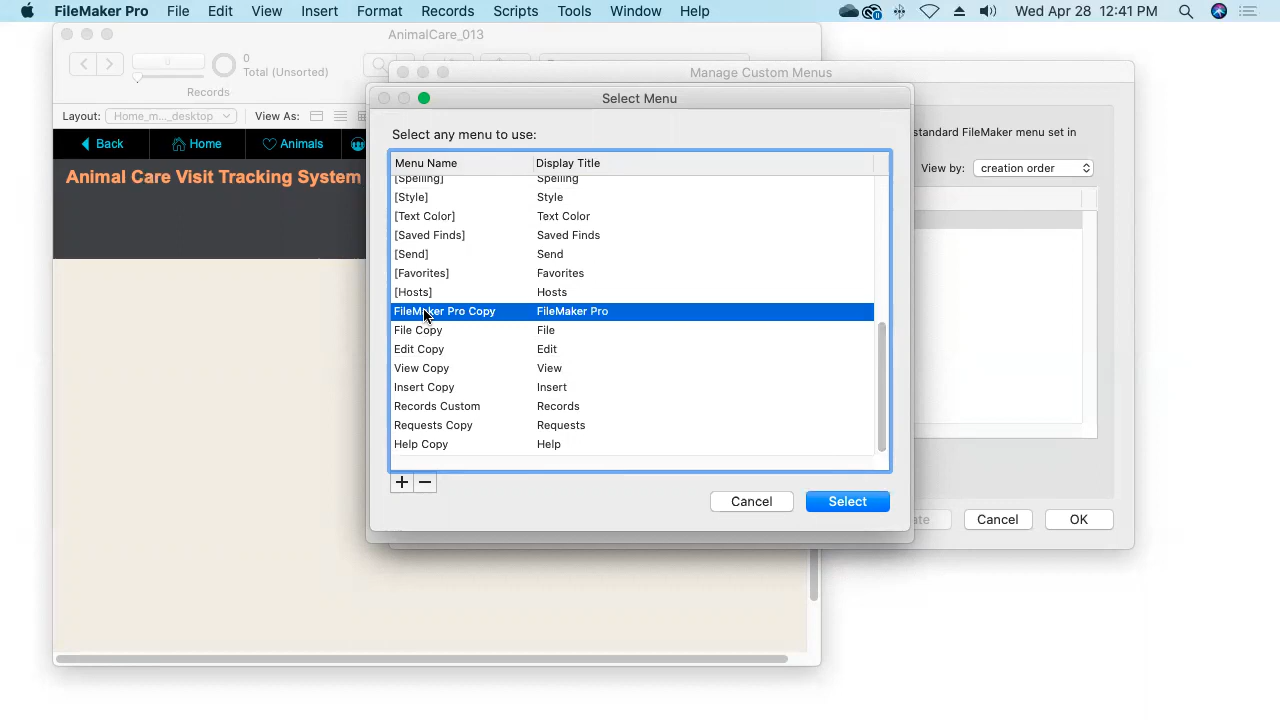 FileMaker Pro File Edit View Insert Format Records Scripts Tools Window Help Wed Apr 28 12:41 PM
AnimalCare_013
0
0
Total (Unsorted)
Records
Layout: Home_m..._desktop View As:
Back Home Animals
Animal Care Visit Tracking System
Manage Custom Menus
standard FileMaker menu set in
View by: creation order
Select Menu
Select any menu to use:
Menu Name Display Title
[Spelling] Spelling
[Style] Style
[Text Color] Text Color
[Saved Finds] Saved Finds
[Send] Send
[Favorites] Favorites
[Hosts] Hosts
FileMaker Pro Copy FileMaker Pro
File Copy File
Edit Copy Edit
View Copy View
Insert Copy Insert
Records Custom Records
Requests Copy Requests
Help Copy Help
Cancel Select
Cancel OK